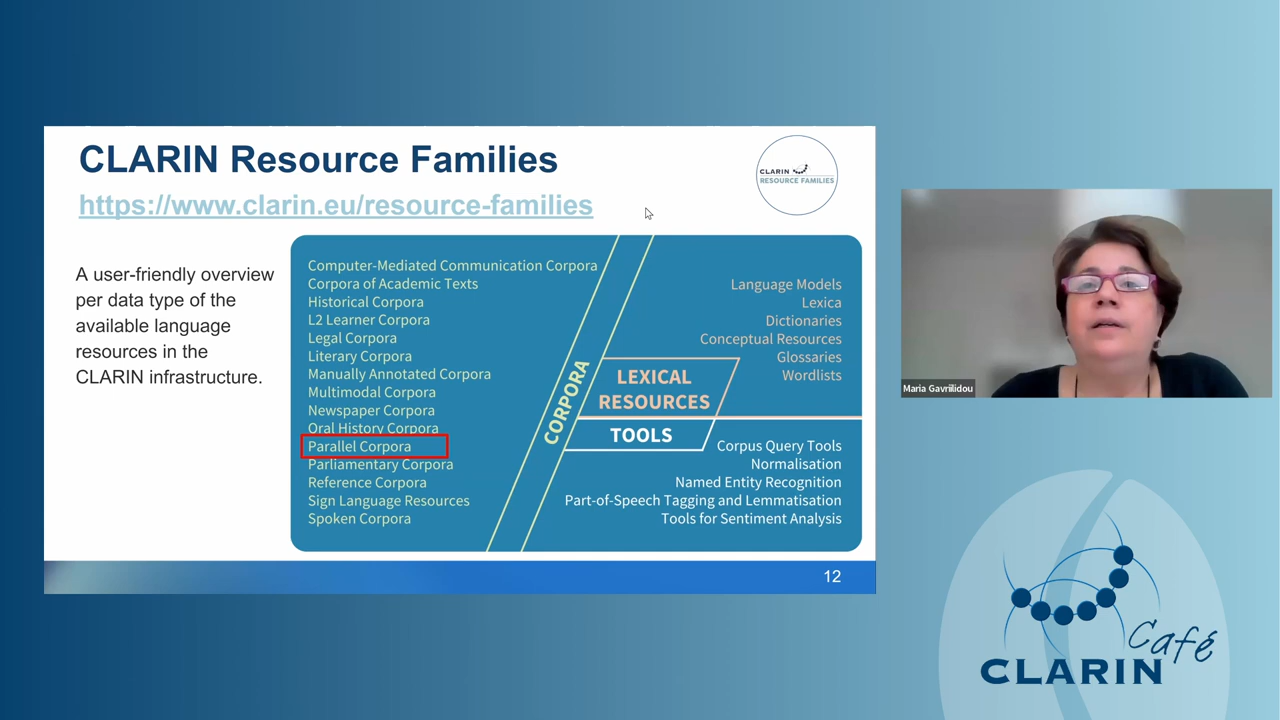 CLARIN Resource Families
https://www.clarin.eu/resource-families
CLARIN
RESOURCE FAMILIES
A user-friendly overview
per data type of the
available language
resources in the
CLARIN infrastructure.
Computer-Mediated Communication Corpora
Corpora of Academic Texts
Historical Corpora
L2 Learner Corpora
Legal Corpora
Literary Corpora
Manually Annotated Corpora
Multimodal Corpora
Newspaper Corpora
Oral History Corpora
Parallel Corpora
Parliamentary Corpora
Reference Corpora
Sign Language Resources
Spoken Corpora
CORPORA
Language Models
Lexica
Dictionaries
Conceptual Resources
Glossaries
Wordlists
LEXICAL
RESOURCES
TOOLS
Corpus Query Tools
Normalisation
Named Entity Recognition
Part-of-Speech Tagging and Lemmatisation
Tools for Sentiment Analysis
12
Maria Gavriilidou
Café
CLARIN